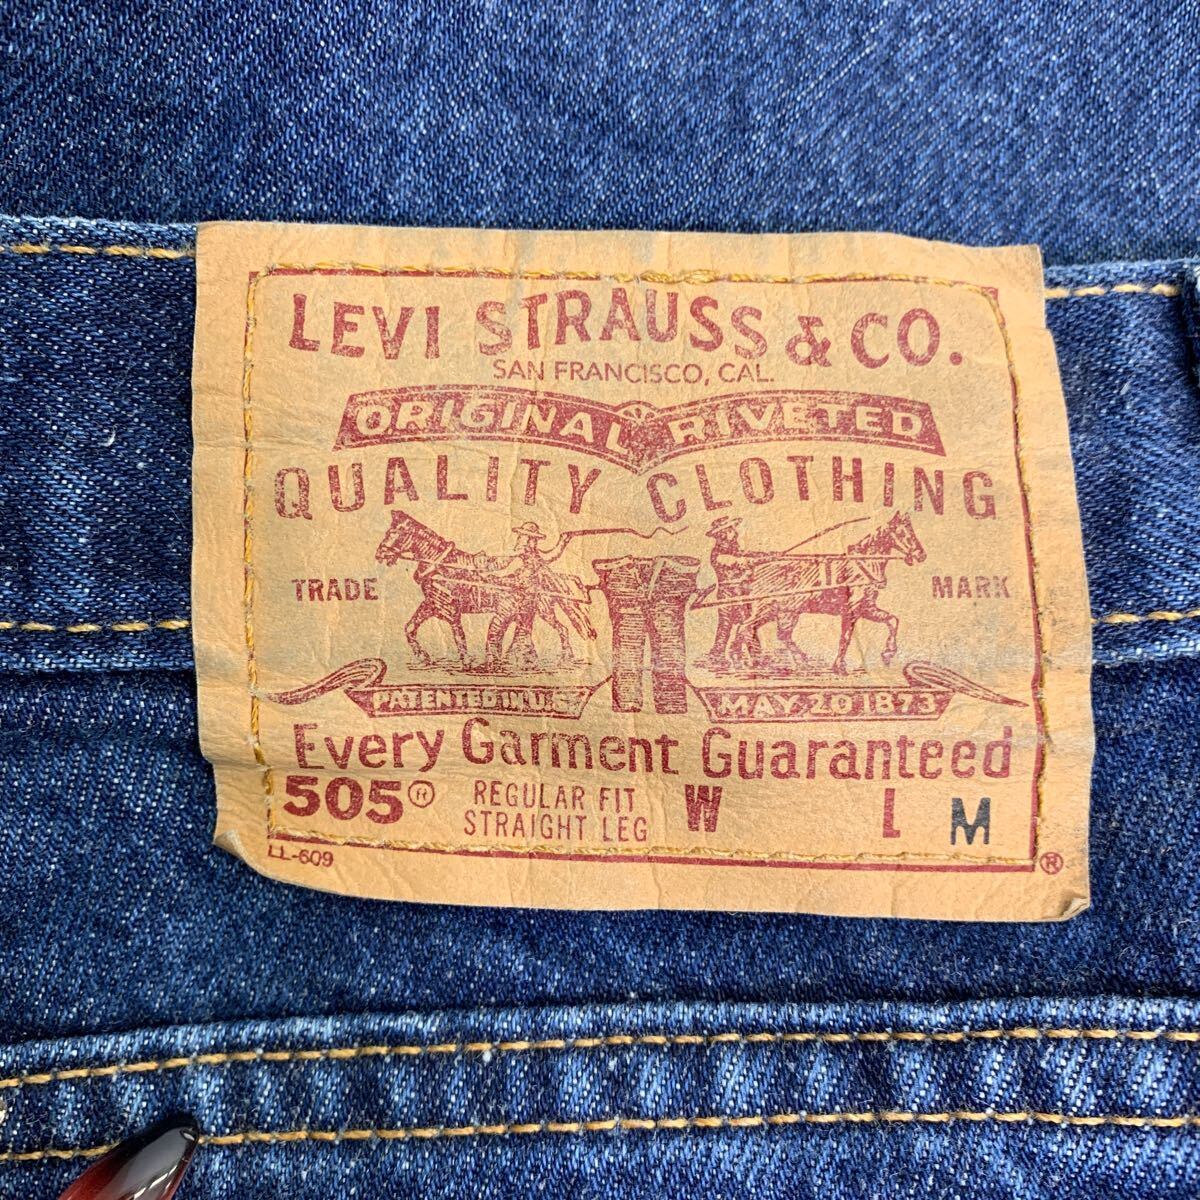 LEVI STRAUSS & CO.
SAN FRANCISCO, CAL.
ORIGINAL RIVETED
QUALITY CLOTHING
TRADE MARK
PATENTED IN U.S. MAY 20 1873
Every Garment Guaranteed
505® REGULAR FIT W L M
STRAIGHT LEG
LL-609 ®